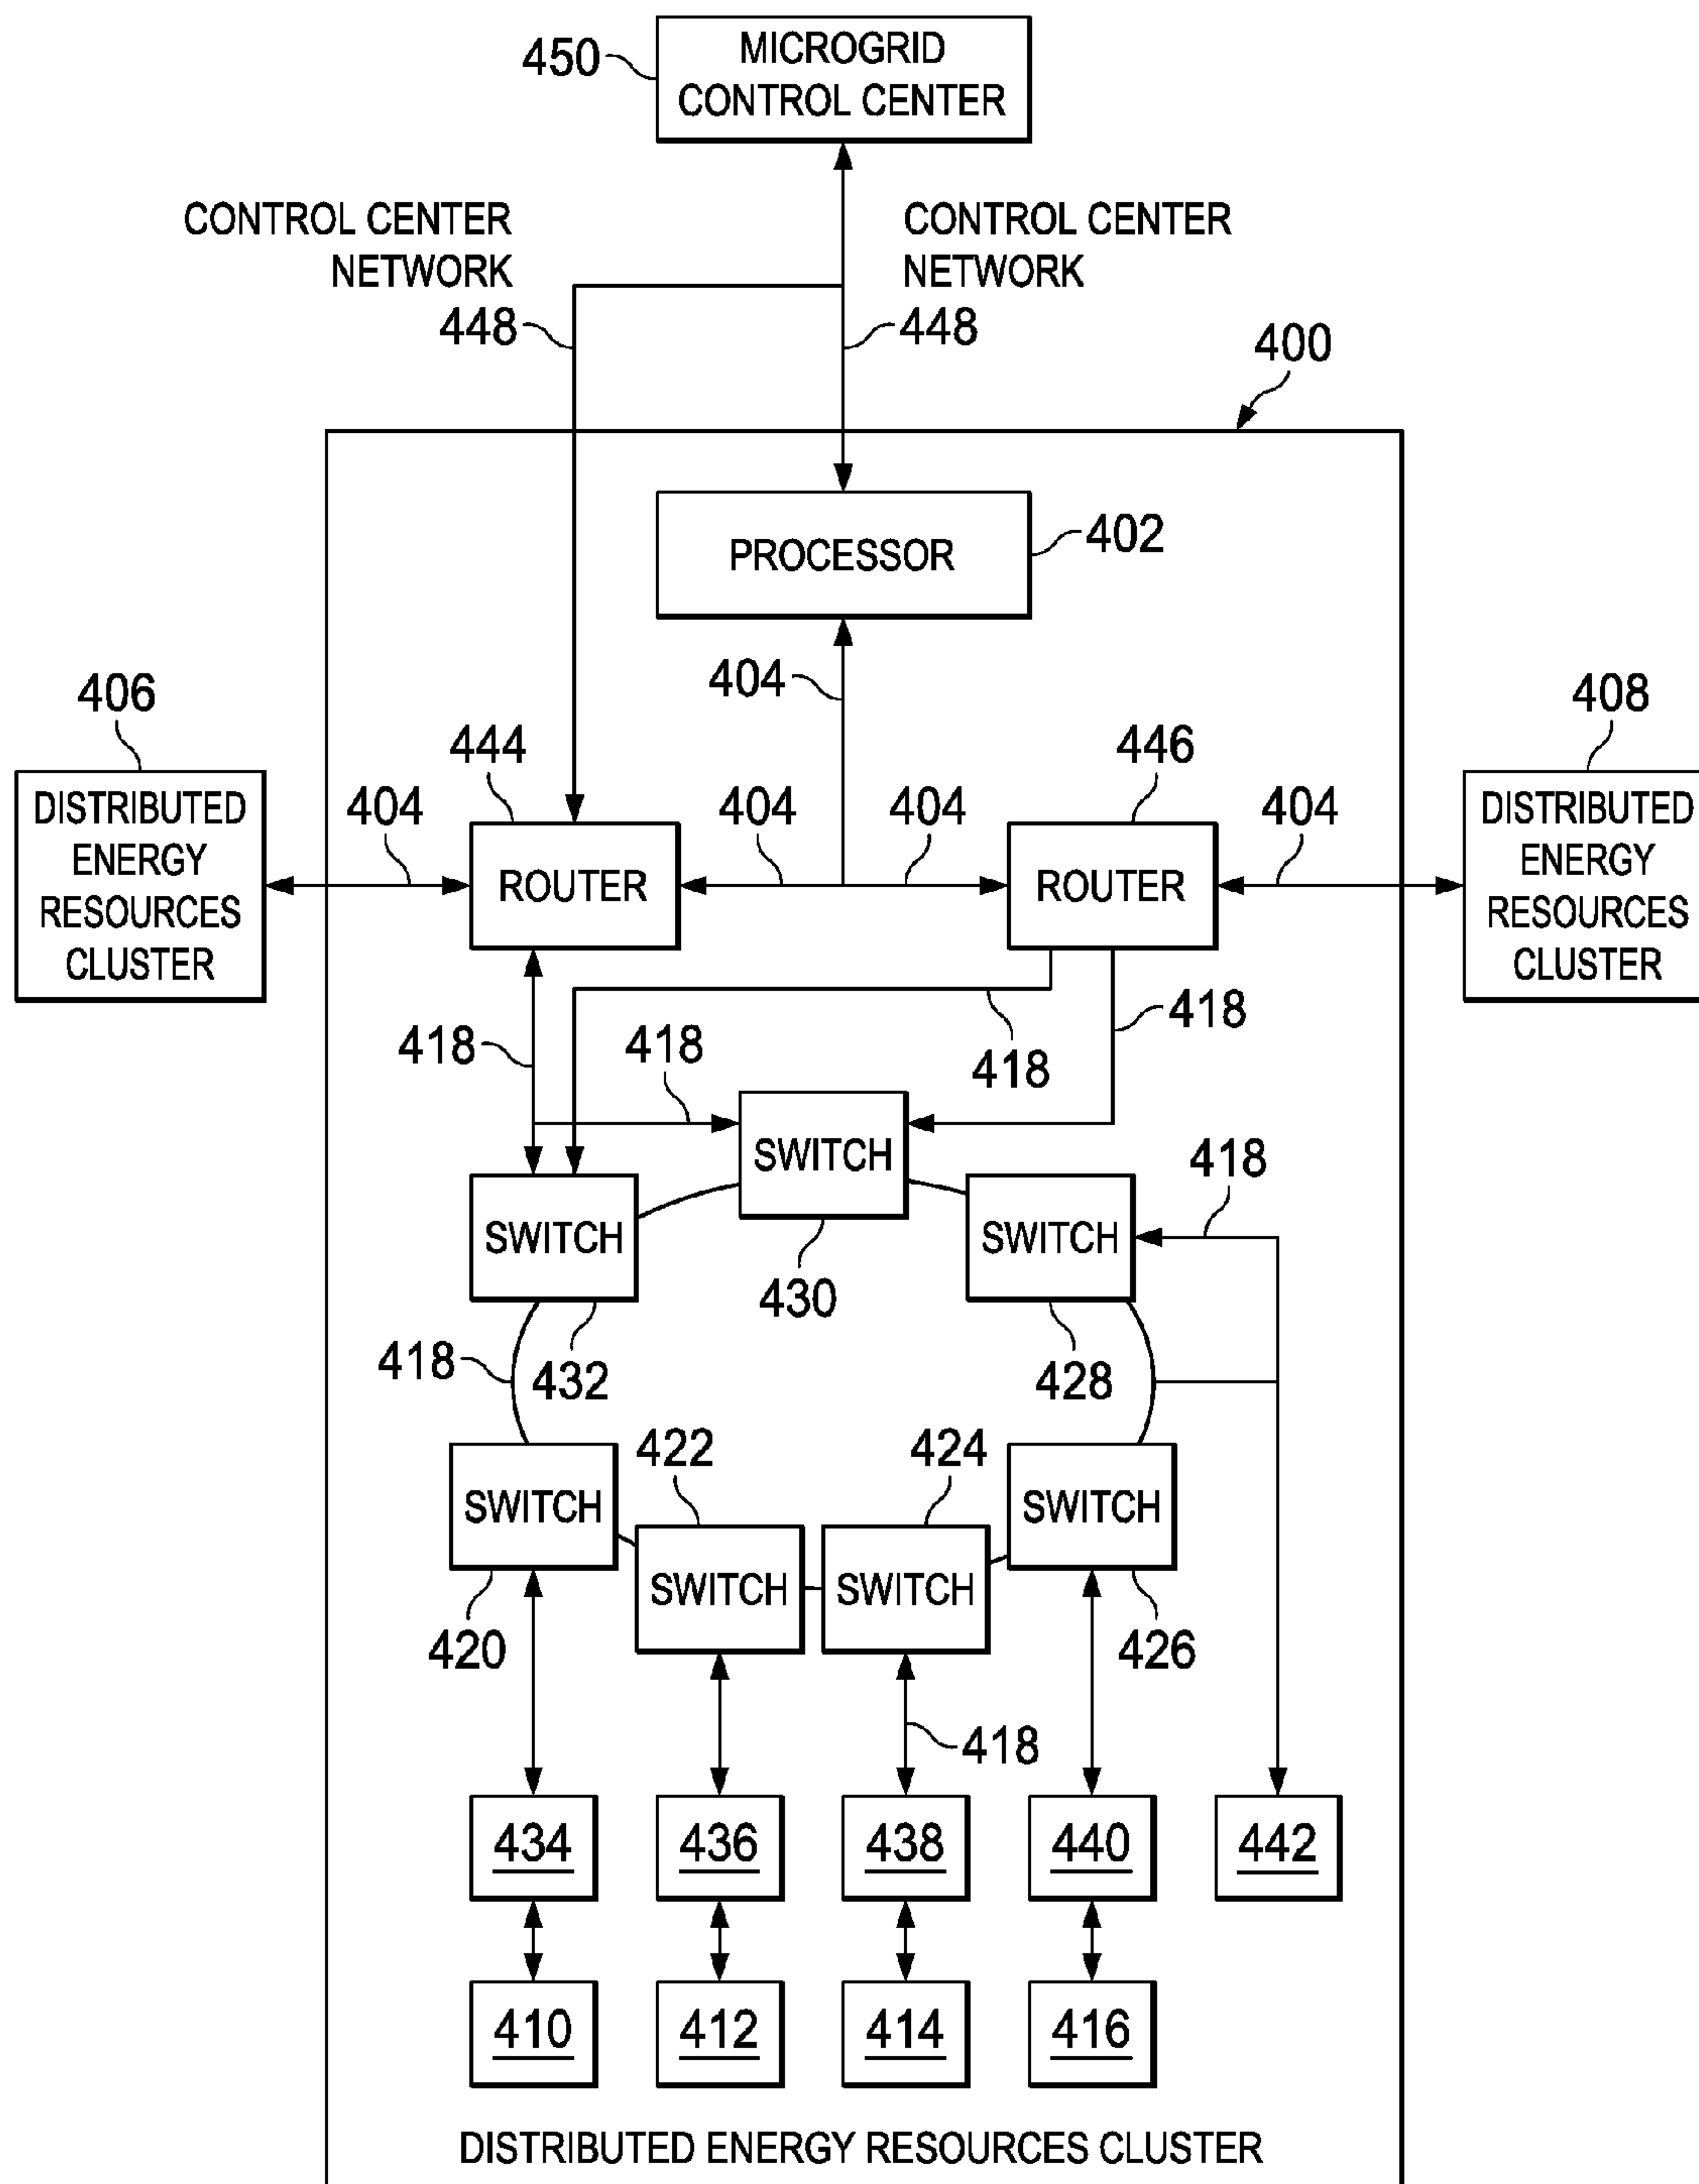 450
MICROGRID
CONTROL CENTER
CONTROL CENTER
NETWORK
448
CONTROL CENTER
NETWORK
448
400
PROCESSOR
402
404
406
DISTRIBUTED
ENERGY
RESOURCES
CLUSTER
404
444
ROUTER
404
404
446
ROUTER
404
408
DISTRIBUTED
ENERGY
RESOURCES
CLUSTER
418
418
418
418
SWITCH
430
SWITCH
432
SWITCH
428
418
418
SWITCH
420
422
SWITCH
424
SWITCH
SWITCH
426
418
434
436
438
440
442
410
412
414
416
DISTRIBUTED ENERGY RESOURCES CLUSTER